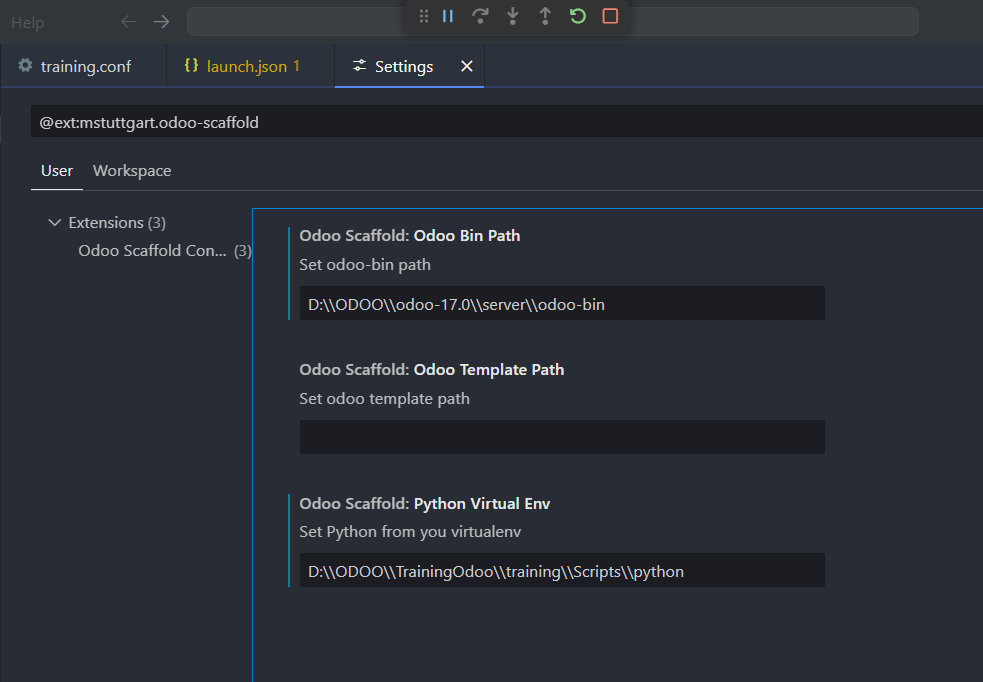 Help
training.conf
launch.json 1
Settings
@ext:mstuttgart.odoo-scaffold
User
Workspace
Extensions (3)
Odoo Scaffold Con... (3)
Odoo Scaffold: Odoo Bin Path
Set odoo-bin path
D:\\ODOO\\odoo-17.0\\server\\odoo-bin
Odoo Scaffold: Odoo Template Path
Set odoo template path
Odoo Scaffold: Python Virtual Env
Set Python from you virtualenv
D:\\ODOO\\TrainingOdoo\\training\\Scripts\\python